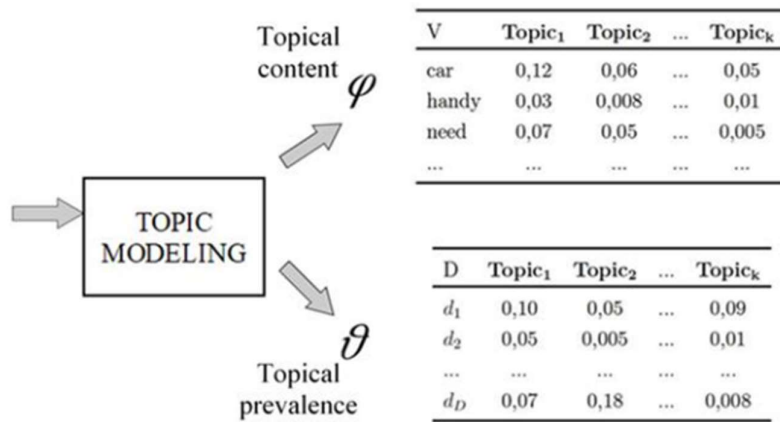 Topical
content
φ
V Topic₁ Topic₂ ... Topicₖ
car 0,12 0,06 ... 0,05
handy 0,03 0,008 ... 0,01
need 0,07 0,05 ... 0,005
... ... ... ... ...
TOPIC
MODELING
ϑ
Topical
prevalence
D Topic₁ Topic₂ ... Topicₖ
d₁ 0,10 0,05 ... 0,09
d₂ 0,05 0,005 ... 0,01
... ... ... ... ...
d_D 0,07 0,18 ... 0,008